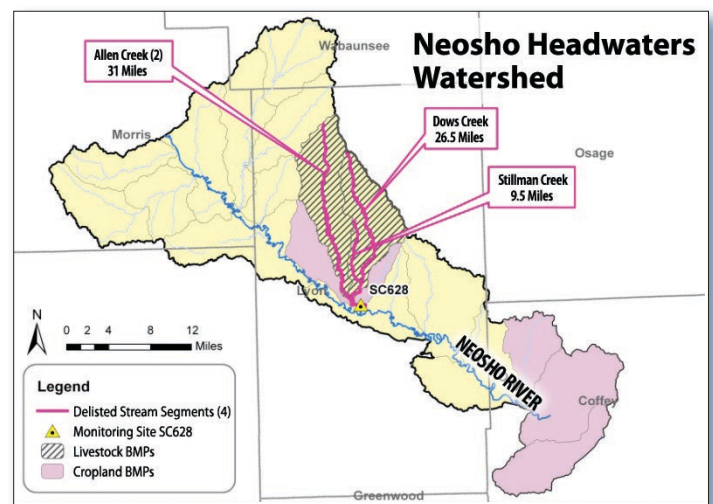 Neosho Headwaters
Watershed
Allen Creek (2)
31 Miles
Wabaunsee
Dows Creek
26.5 Miles
Morris
Osage
Stillman Creek
9.5 Miles
SC628
Lyon
N
0 2 4 8 12
Miles
NEOSHO RIVER
Coffey
Legend
Delisted Stream Segments (4)
Monitoring Site SC628
Livestock BMPs
Cropland BMPs
Greenwood